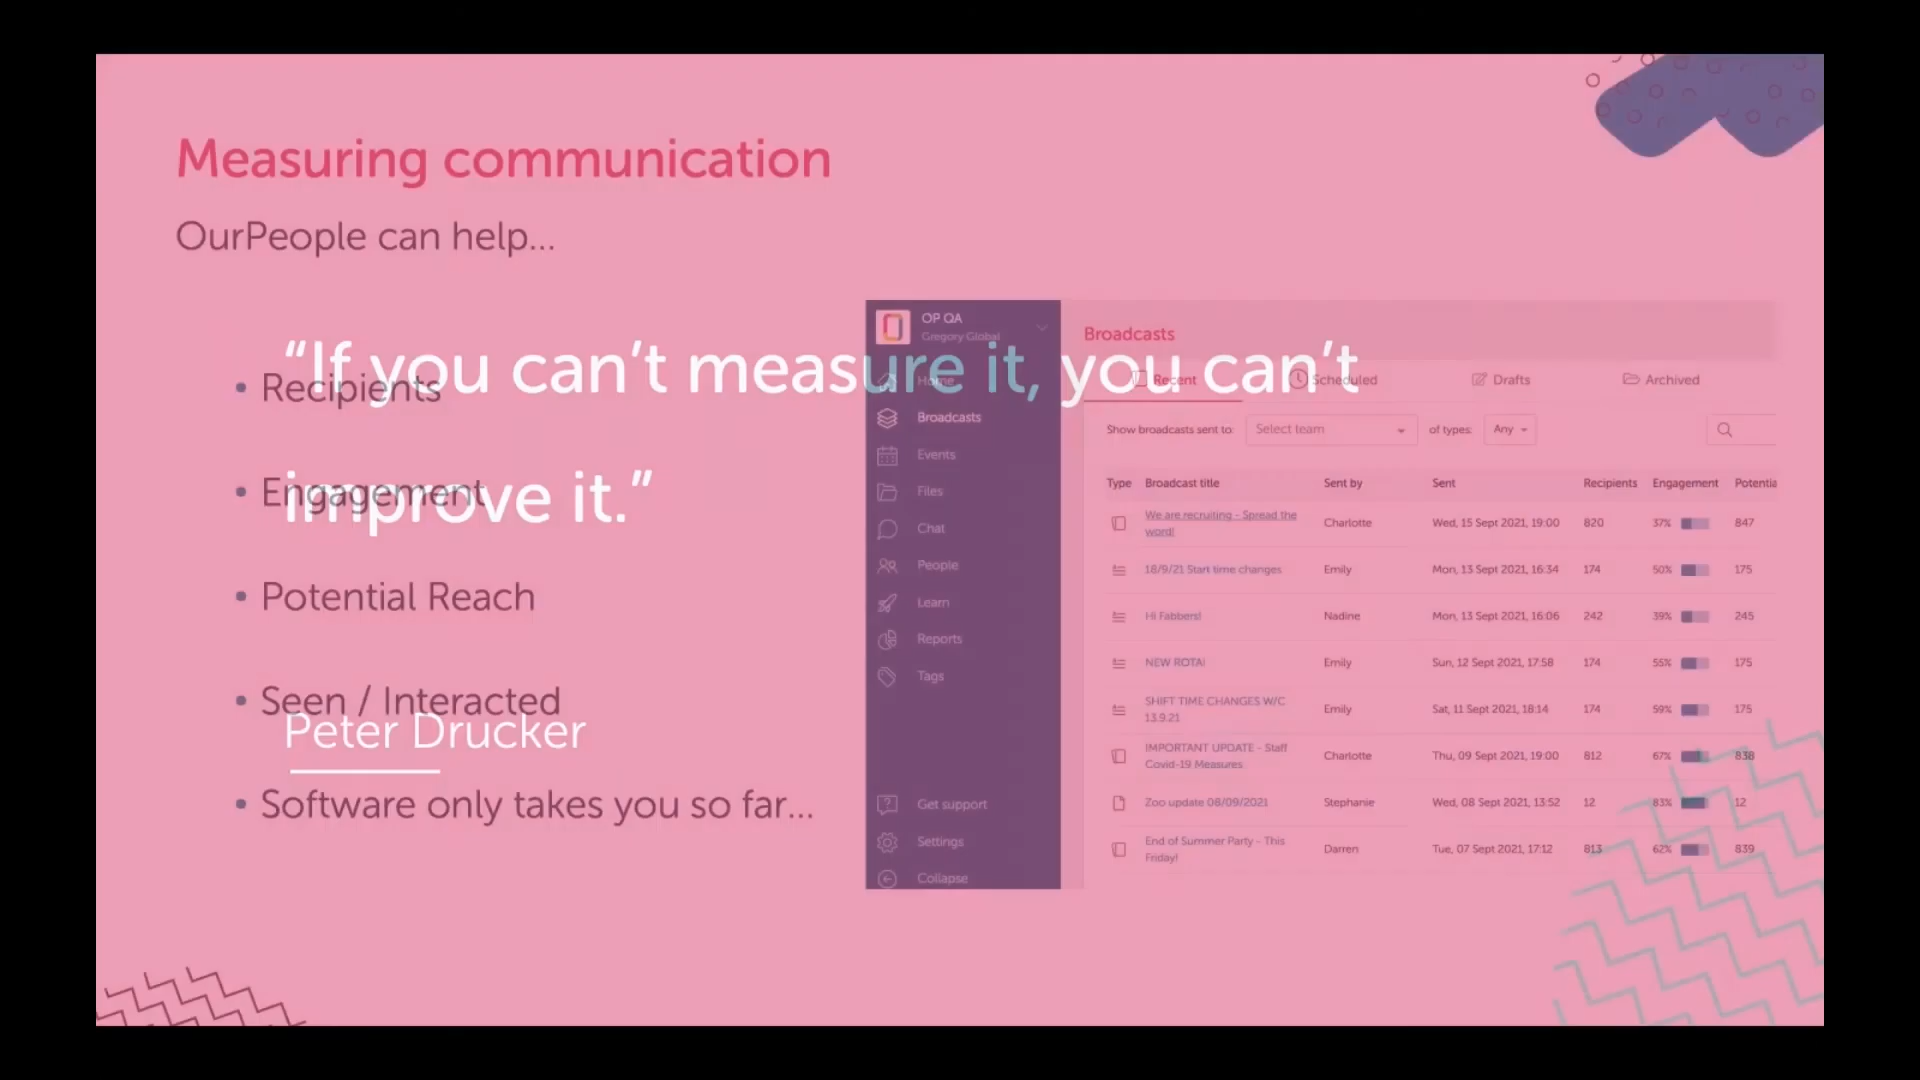 Measuring communication
OurPeople can help...
“If you can’t measure it, you can’t
improve it.”
Peter Drucker
• Recipients
• Engagement
• Potential Reach
• Seen / Interacted
• Software only takes you so far...
OP QA
Gregory Global
Home
Broadcasts
Events
Files
Chat
People
Learn
Reports
Tags
Get support
Settings
Collapse
Broadcasts
Recent Scheduled Drafts Archived
Show broadcasts sent to: Select team of types: Any
Type Broadcast title Sent by Sent Recipients Engagement Potentia
We are recruiting - Spread the
word! Charlotte Wed, 15 Sept 2021, 19:00 820 37% 847
18/9/21 Start time changes Emily Mon, 13 Sept 2021, 16:34 174 50% 175
Hi Fabbers! Nadine Mon, 13 Sept 2021, 16:06 242 39% 245
NEW ROTA! Emily Sun, 12 Sept 2021, 17:58 174 55% 175
SHIFT TIME CHANGES W/C
13.9.21 Emily Sat, 11 Sept 2021, 18:14 174 59% 175
IMPORTANT UPDATE - Staff
Covid-19 Measures Charlotte Thu, 09 Sept 2021, 19:00 812 67% 838
Zoo update 08/09/2021 Stephanie Wed, 08 Sept 2021, 13:52 12 83% 12
End of Summer Party - This
Friday! Darren Tue, 07 Sept 2021, 17:12 813 62% 839